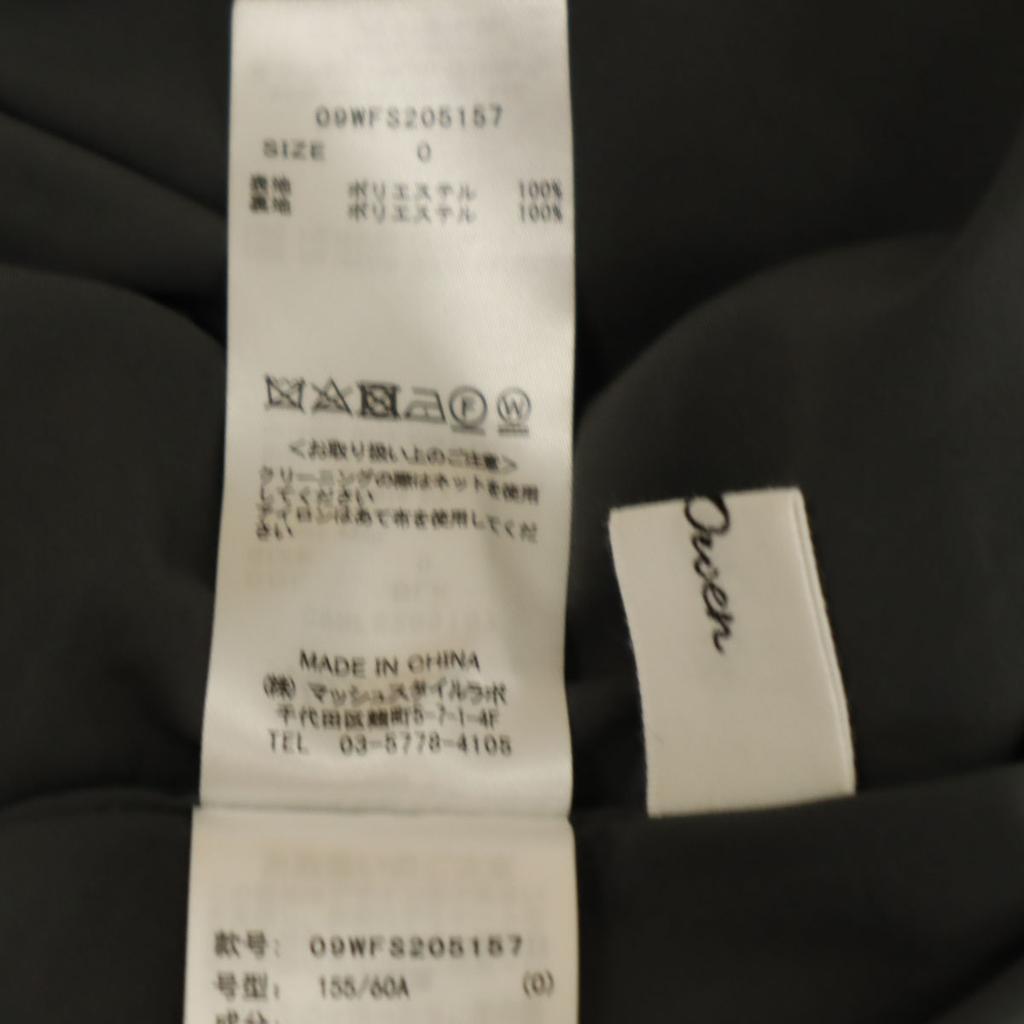 09WFS205157
SIZE 0
表地 ポリエステル 100%
裏地 ポリエステル 100%
F W
<お取り扱い上のご注意>
クリーニングの際はネットを使用
してください
アイロンはあて布を使用してくだ
さい
MADE IN CHINA
(株) マッシュスタイルラボ
千代田区麹町5-7-1-4F
TEL 03-5778-4105
Owen
款号: 09WFS205157
号型: 155/60A (0)
成分: